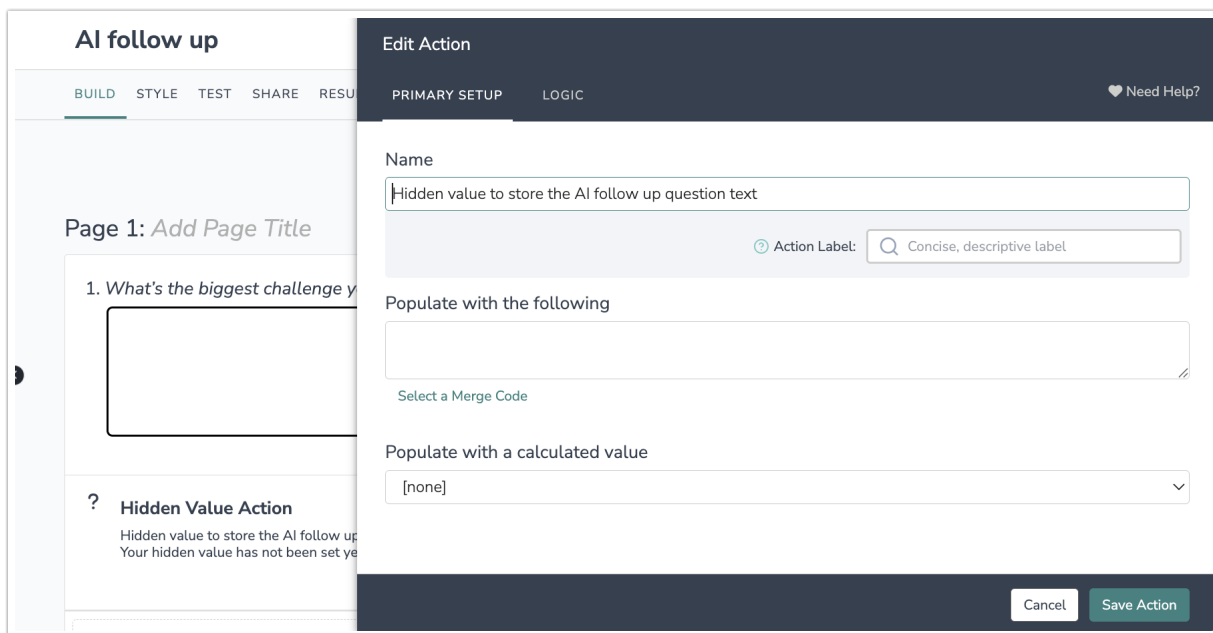 AI follow up
BUILD STYLE TEST SHARE RESU
Page 1: Add Page Title
1. What's the biggest challenge y
?
Hidden Value Action
Hidden value to store the AI follow up
Your hidden value has not been set ye
Edit Action
PRIMARY SETUP LOGIC
Need Help?
Name
Hidden value to store the AI follow up question text
? Action Label: Concise, descriptive label
Populate with the following
Select a Merge Code
Populate with a calculated value
[none]
Cancel Save Action